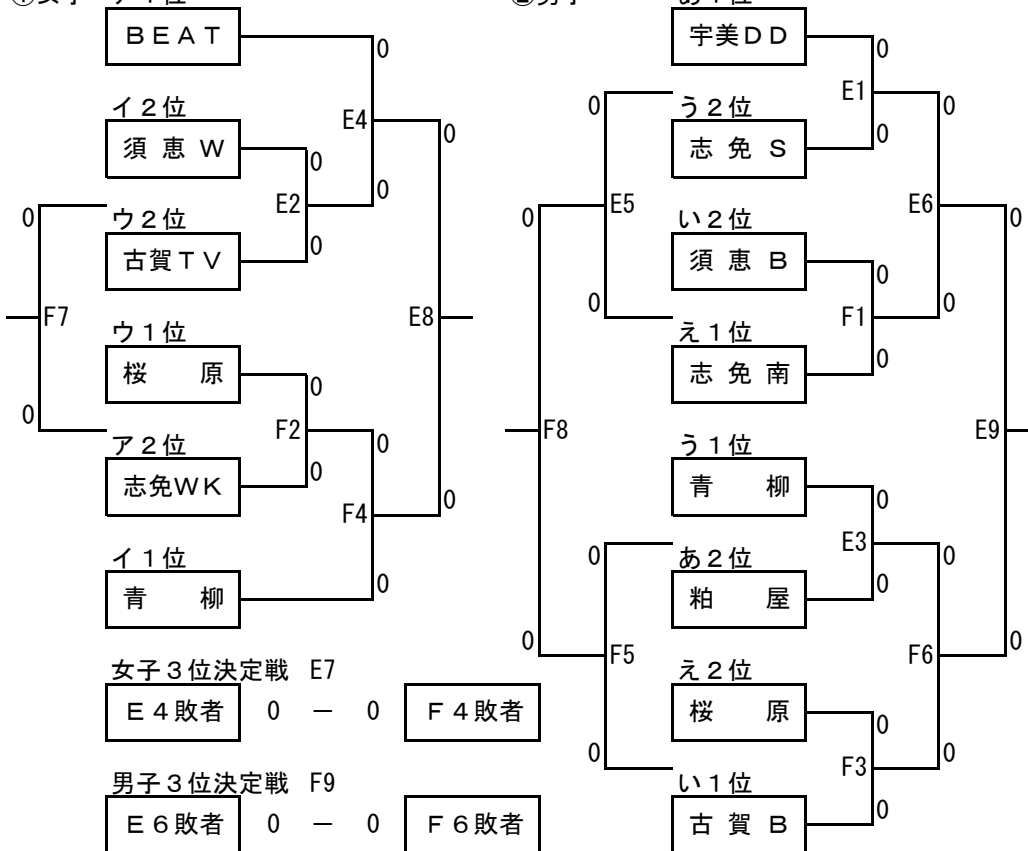 女子 ア１位
ＢＥＡＴ
0
イ２位
E4
0
須 恵 Ｗ
0
0
E2
0
ウ２位
0
古賀ＴＶ
0
F7
E8
ウ１位
桜 原
0
0
F2
0
ア２位
0
志免WK
F4
0
イ１位
0
青 柳
女子３位決定戦 E7
Ｅ４敗者 0 － 0 Ｆ４敗者
男子３位決定戦 F9
Ｅ６敗者 0 － 0 Ｆ６敗者
男子 あ１位
宇美ＤＤ
0
E1
0
0
う２位
0
志 免 Ｓ
E5
E6
0
0
い２位
須 恵 Ｂ
0
0
F1
0
え１位
0
志 免 南
F8
E9
う１位
青 柳
0
E3
0
0
あ２位
0
粕 屋
0
0
F5
F6
え２位
桜 原
0
0
0
F3
い１位
0
古 賀 Ｂ